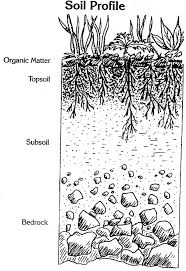 Soil Profile
Organic Matter
Topsoil
Subsoil
Bedrock